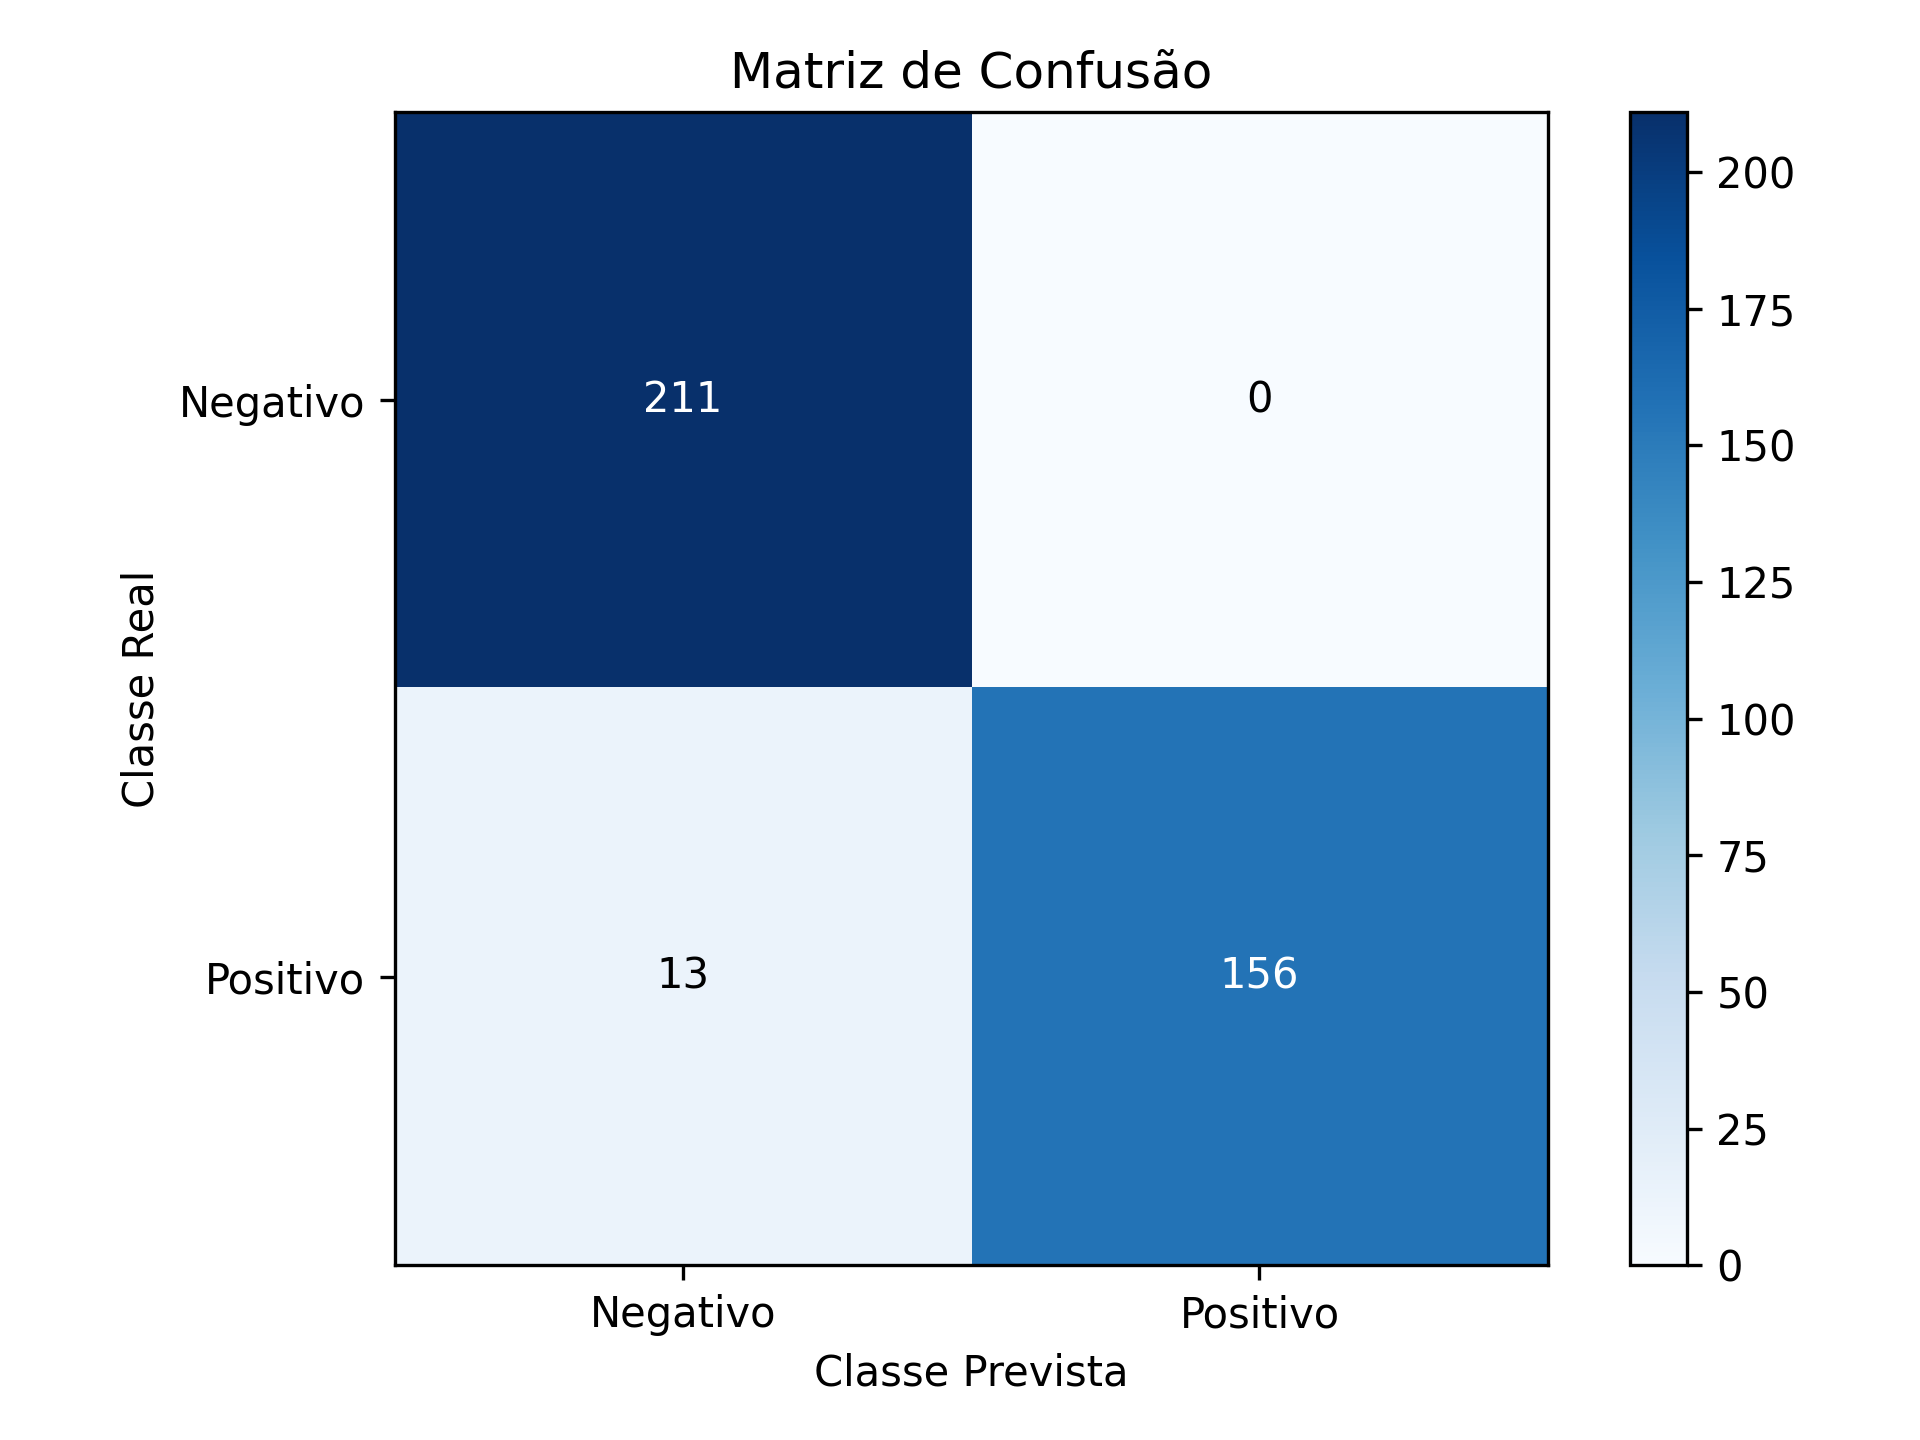 Matriz de Confusão
Negativo
211
0
Classe Real
Positivo
13
156
Negativo
Positivo
Classe Prevista
200
175
150
125
100
75
50
25
0